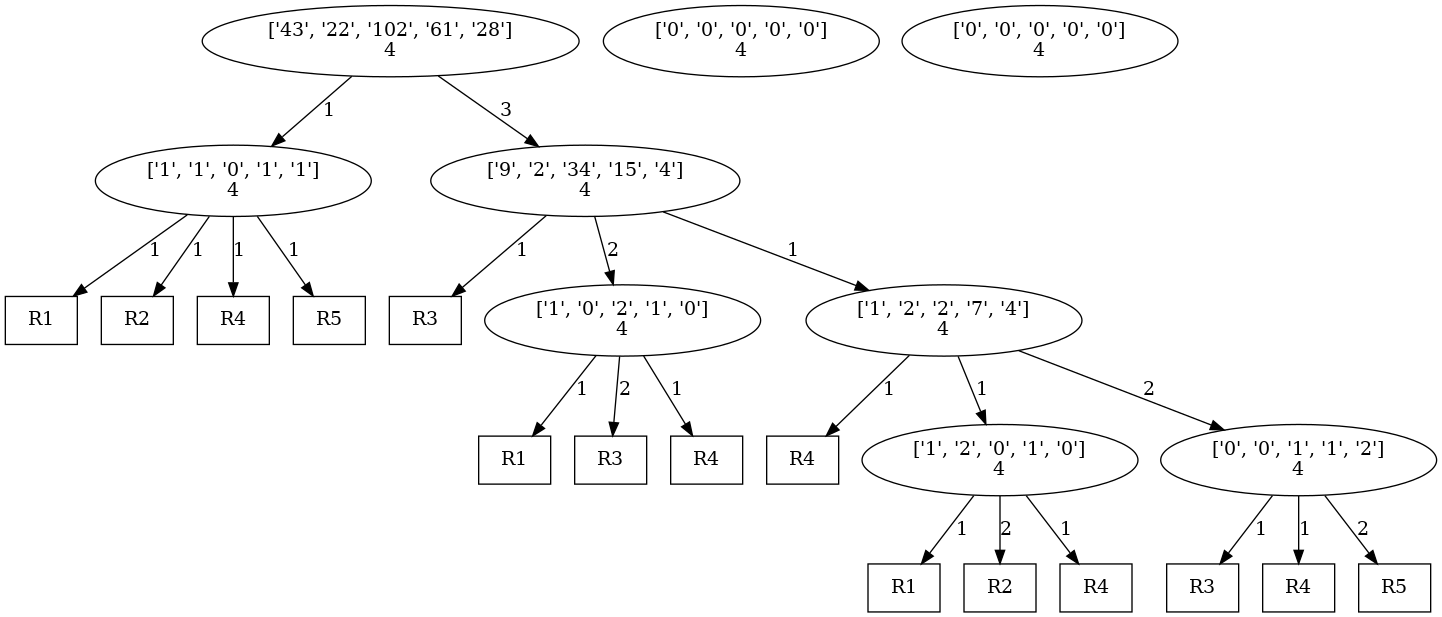 ['43', '22', '102', '61', '28']
4
['0', '0', '0', '0', '0']
4
['0', '0', '0', '0', '0']
4
1
3
['1', '1', '0', '1', '1']
4
['9', '2', '34', '15', '4']
4
1
1
1
1
1
2
1
R1
R2
R4
R5
R3
['1', '0', '2', '1', '0']
4
['1', '2', '2', '7', '4']
4
1
2
1
1
1
2
R1
R3
R4
R4
['1', '2', '0', '1', '0']
4
['0', '0', '1', '1', '2']
4
1
2
1
1
1
2
R1
R2
R4
R3
R4
R5